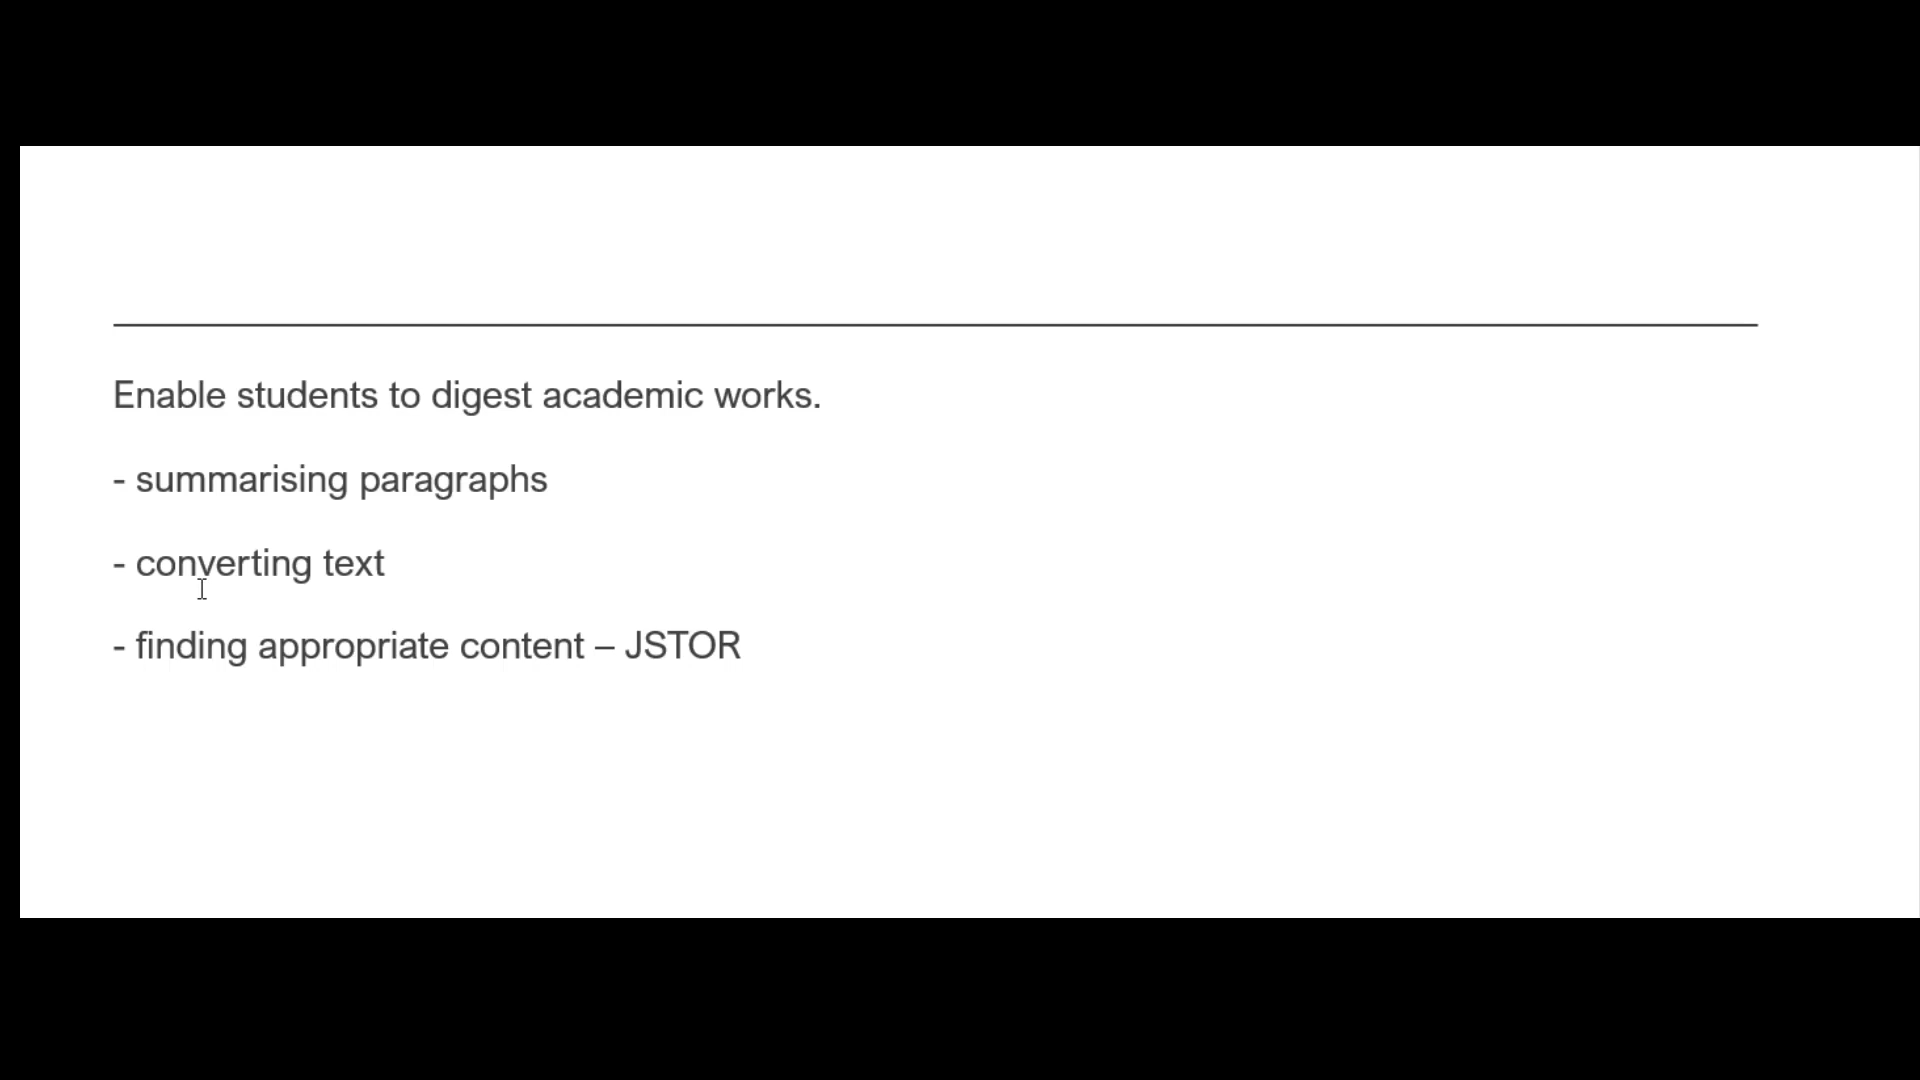 Enable students to digest academic works.
- summarising paragraphs
- converting text
- finding appropriate content – JSTOR